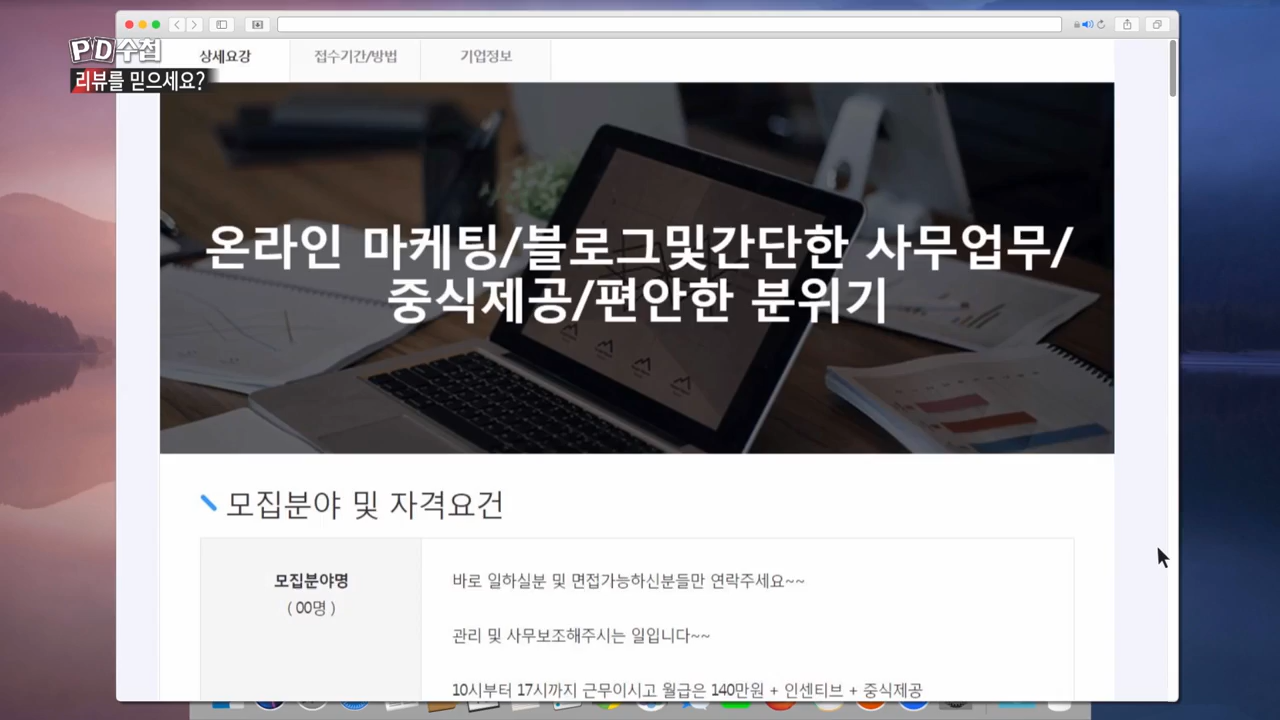 PD수첩
리뷰를 믿으세요?
상세요강
접수기간/방법
기업정보
온라인 마케팅/블로그및간단한 사무업무/
중식제공/편안한 분위기
모집분야 및 자격요건
모집분야명
( 00명 )
바로 일하실분 및 면접가능하신분들만 연락주세요~~
관리 및 사무보조해주시는 일입니다~~
10시부터 17시까지 근무이시고 월급은 140만원 + 인센티브 + 중식제공